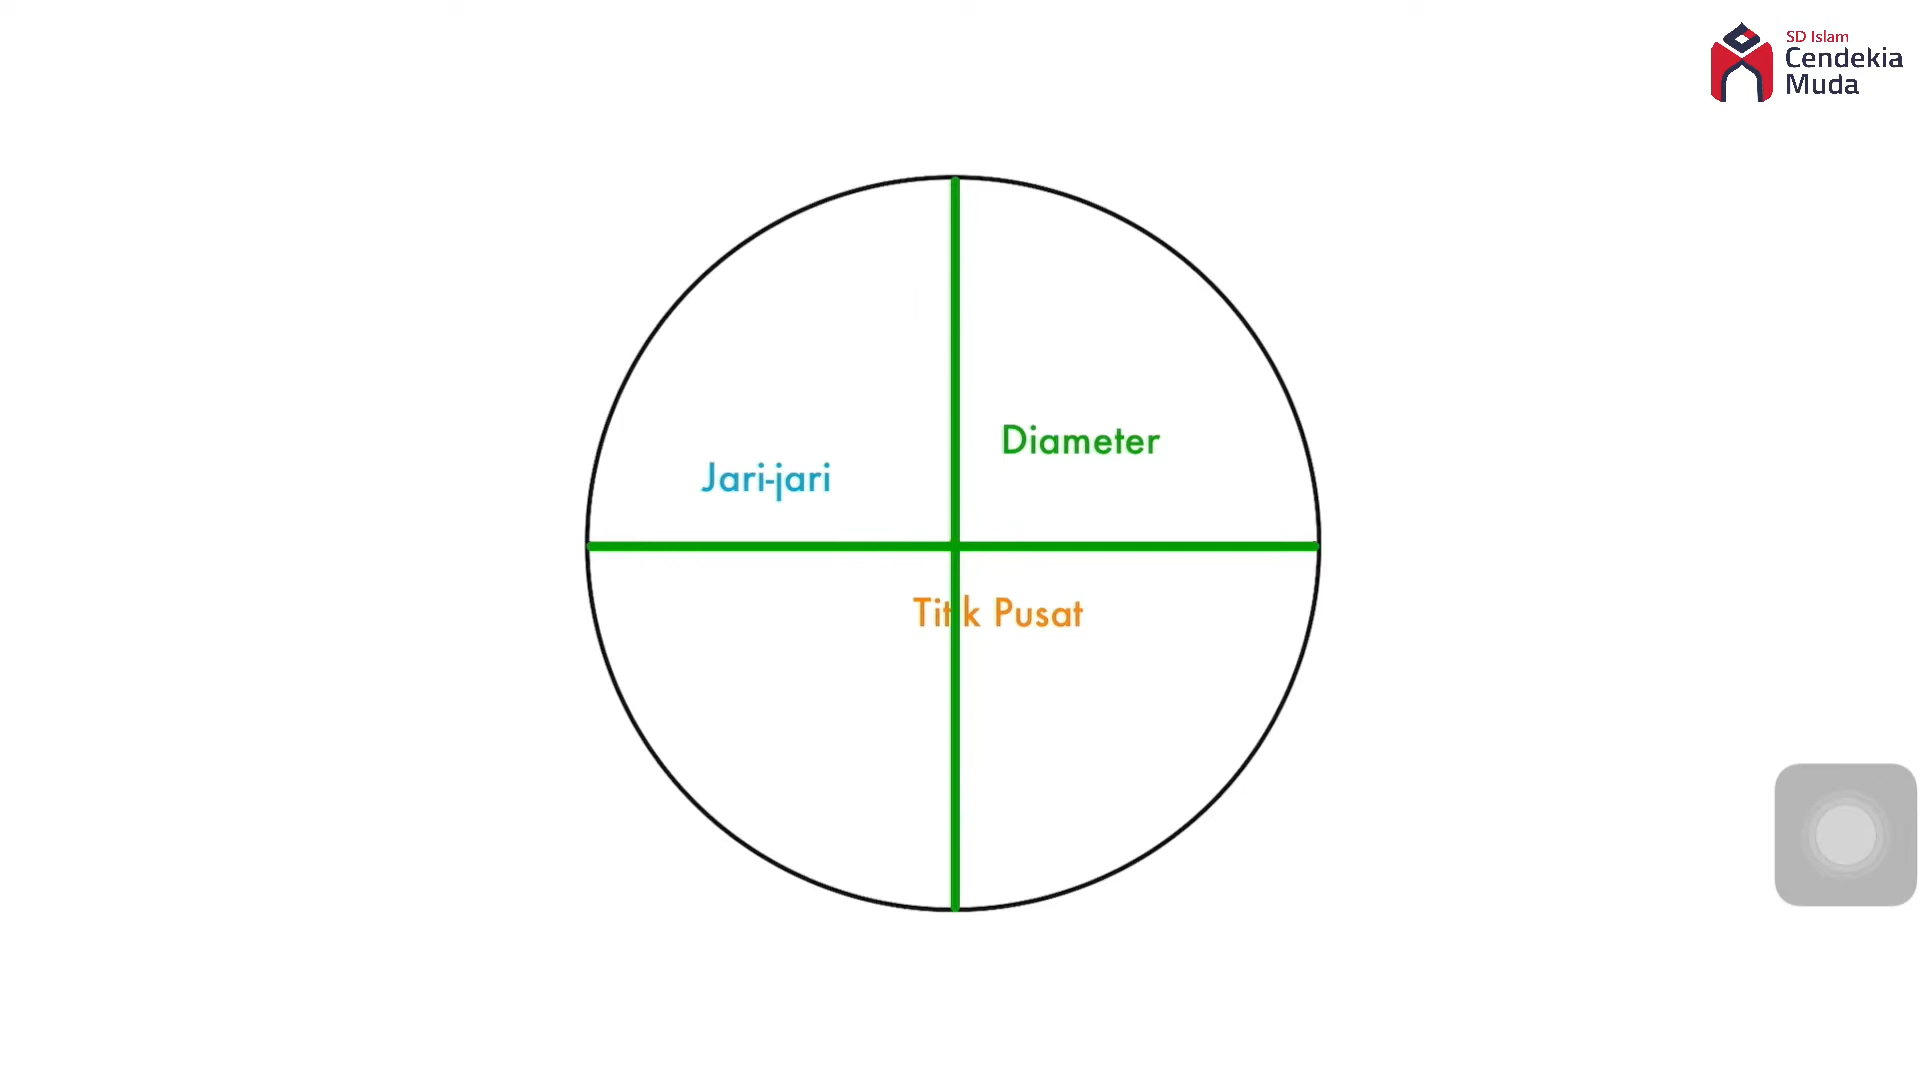 SD Islam
Cendekia
Muda
Diameter
Jari-jari
Titik Pusat